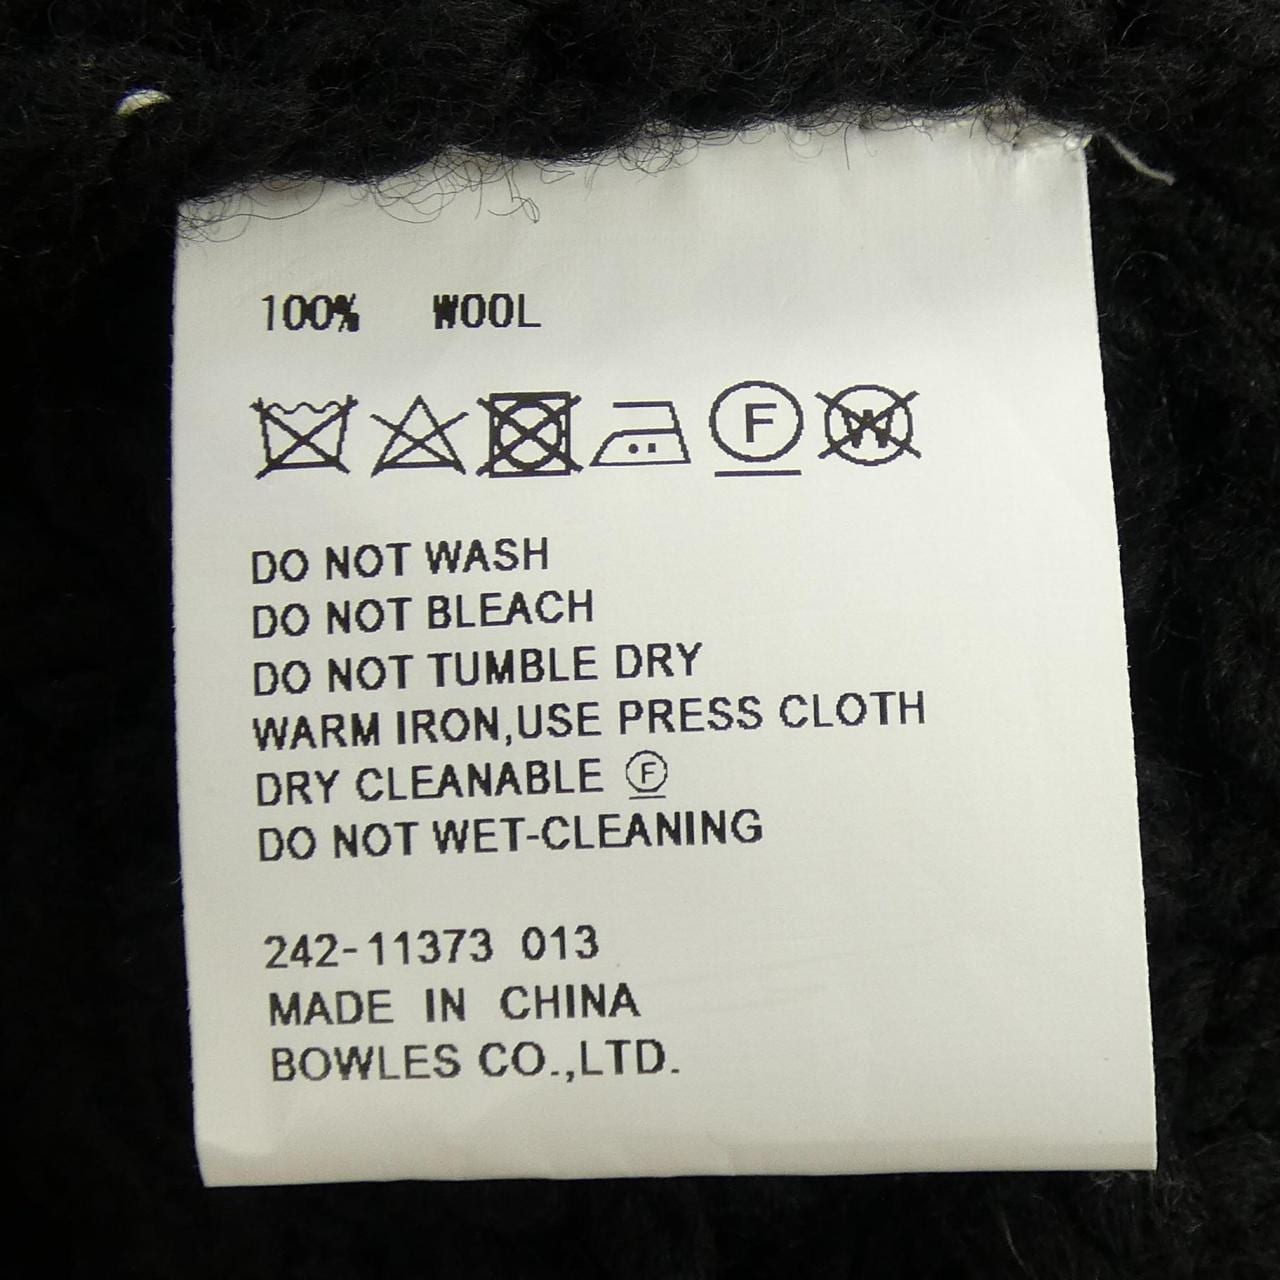 100% WOOL
F W
DO NOT WASH
DO NOT BLEACH
DO NOT TUMBLE DRY
WARM IRON,USE PRESS CLOTH
DRY CLEANABLE F
DO NOT WET-CLEANING
242-11373 013
MADE IN CHINA
BOWLES CO.,LTD.